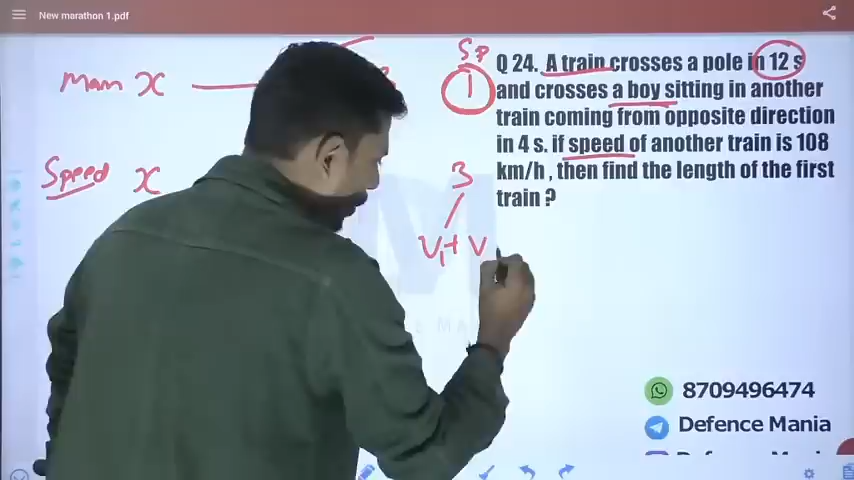 New marathon 1.pdf
Q 24. A train crosses a pole in 12 s
and crosses a boy sitting in another
train coming from opposite direction
in 4 s. if speed of another train is 108
km/h , then find the length of the first
train ?
Man x
1
Speed x
3
V1 + V
8709496474
Defence Mania